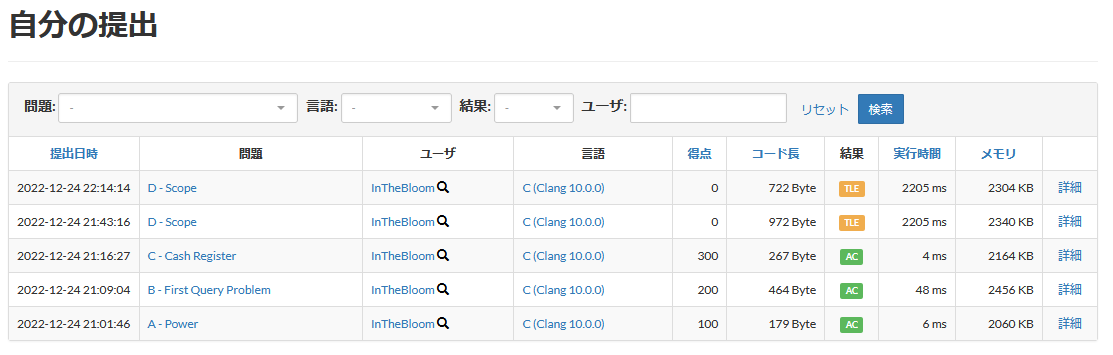 自分の提出
問題: - 言語: - 結果: - ユーザ: リセット 検索
提出日時 問題 ユーザ 言語 得点 コード長 結果 実行時間 メモリ
2022-12-24 22:14:14 D - Scope InTheBloom C (Clang 10.0.0) 0 722 Byte TLE 2205 ms 2304 KB 詳細
2022-12-24 21:43:16 D - Scope InTheBloom C (Clang 10.0.0) 0 972 Byte TLE 2205 ms 2340 KB 詳細
2022-12-24 21:16:27 C - Cash Register InTheBloom C (Clang 10.0.0) 300 267 Byte AC 4 ms 2164 KB 詳細
2022-12-24 21:09:04 B - First Query Problem InTheBloom C (Clang 10.0.0) 200 464 Byte AC 48 ms 2456 KB 詳細
2022-12-24 21:01:46 A - Power InTheBloom C (Clang 10.0.0) 100 179 Byte AC 6 ms 2060 KB 詳細